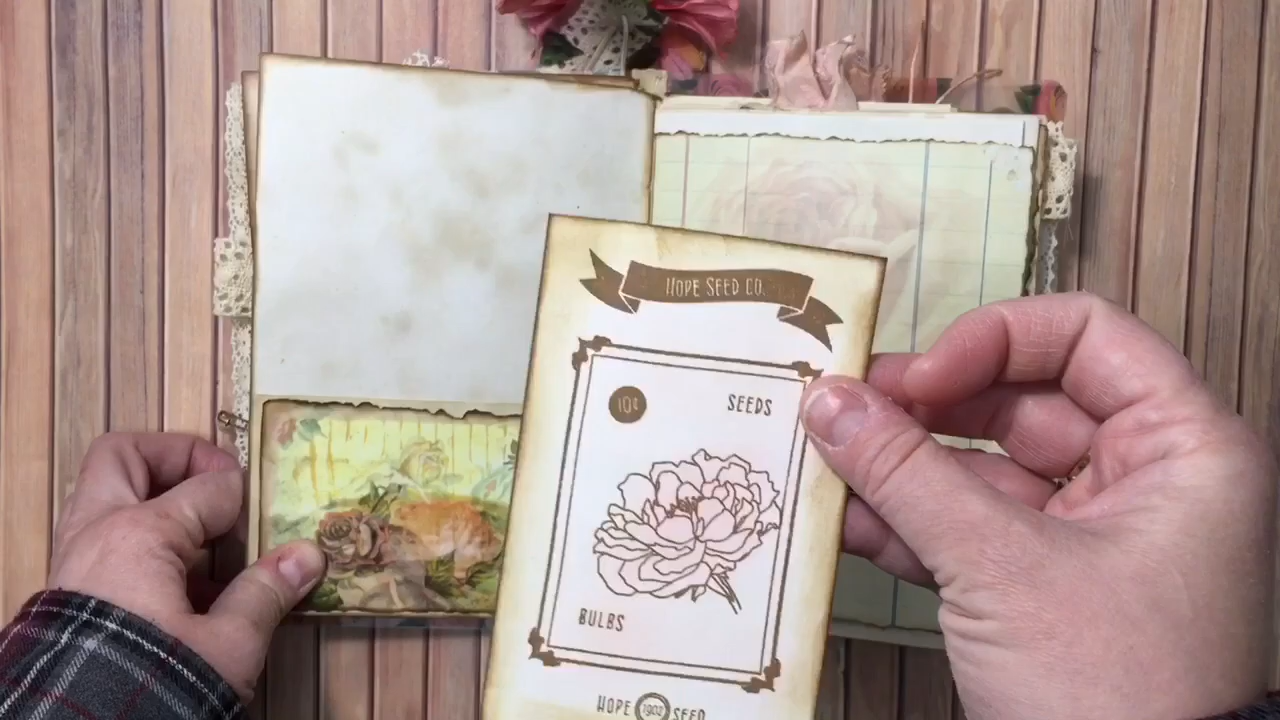 HOPE SEED CO.
10¢
SEEDS
BULBS
HOPE 1902 SEED